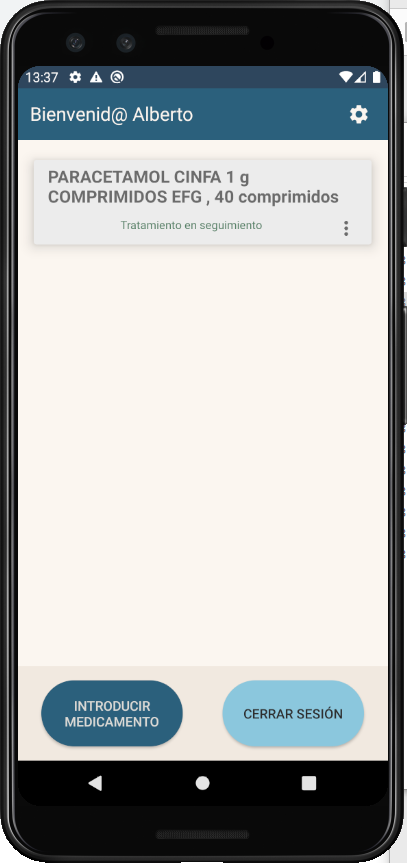 13:37
Bienvenid@ Alberto
PARACETAMOL CINFA 1 g
COMPRIMIDOS EFG , 40 comprimidos
Tratamiento en seguimiento
INTRODUCIR
MEDICAMENTO
CERRAR SESIÓN